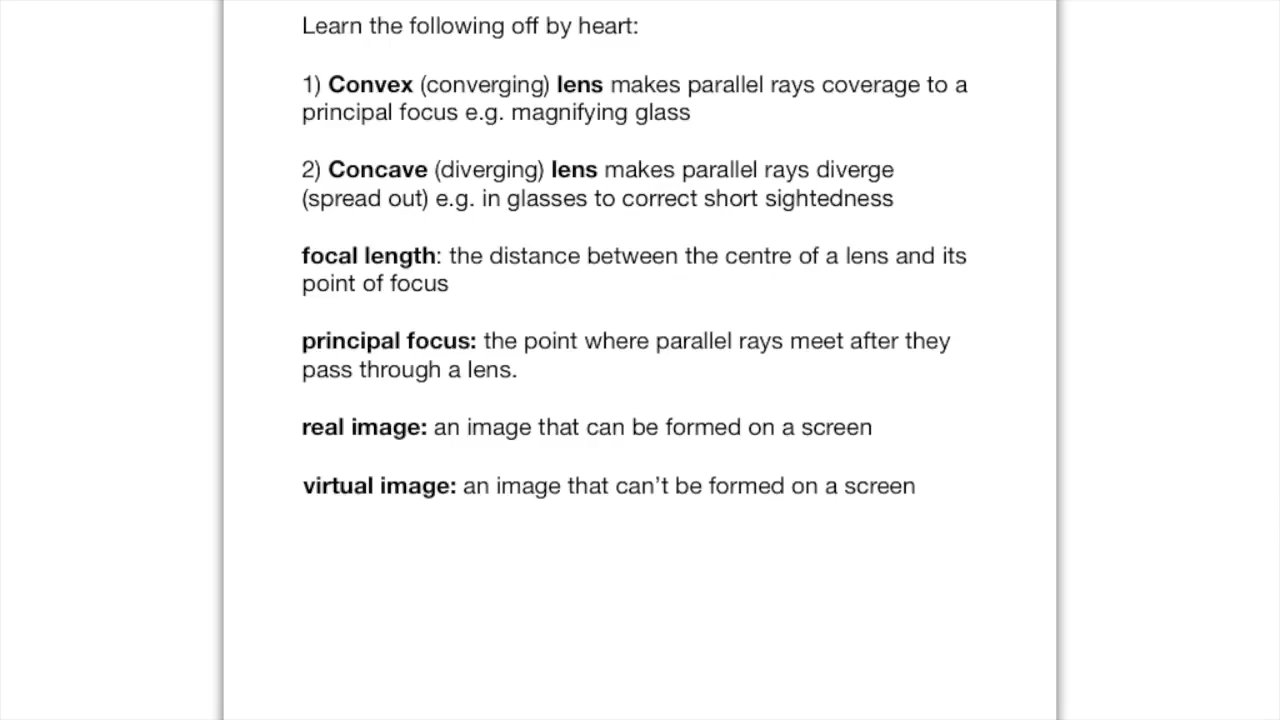 Learn the following off by heart:
1) Convex (converging) lens makes parallel rays coverage to a
principal focus e.g. magnifying glass
2) Concave (diverging) lens makes parallel rays diverge
(spread out) e.g. in glasses to correct short sightedness
focal length: the distance between the centre of a lens and its
point of focus
principal focus: the point where parallel rays meet after they
pass through a lens.
real image: an image that can be formed on a screen
virtual image: an image that can’t be formed on a screen